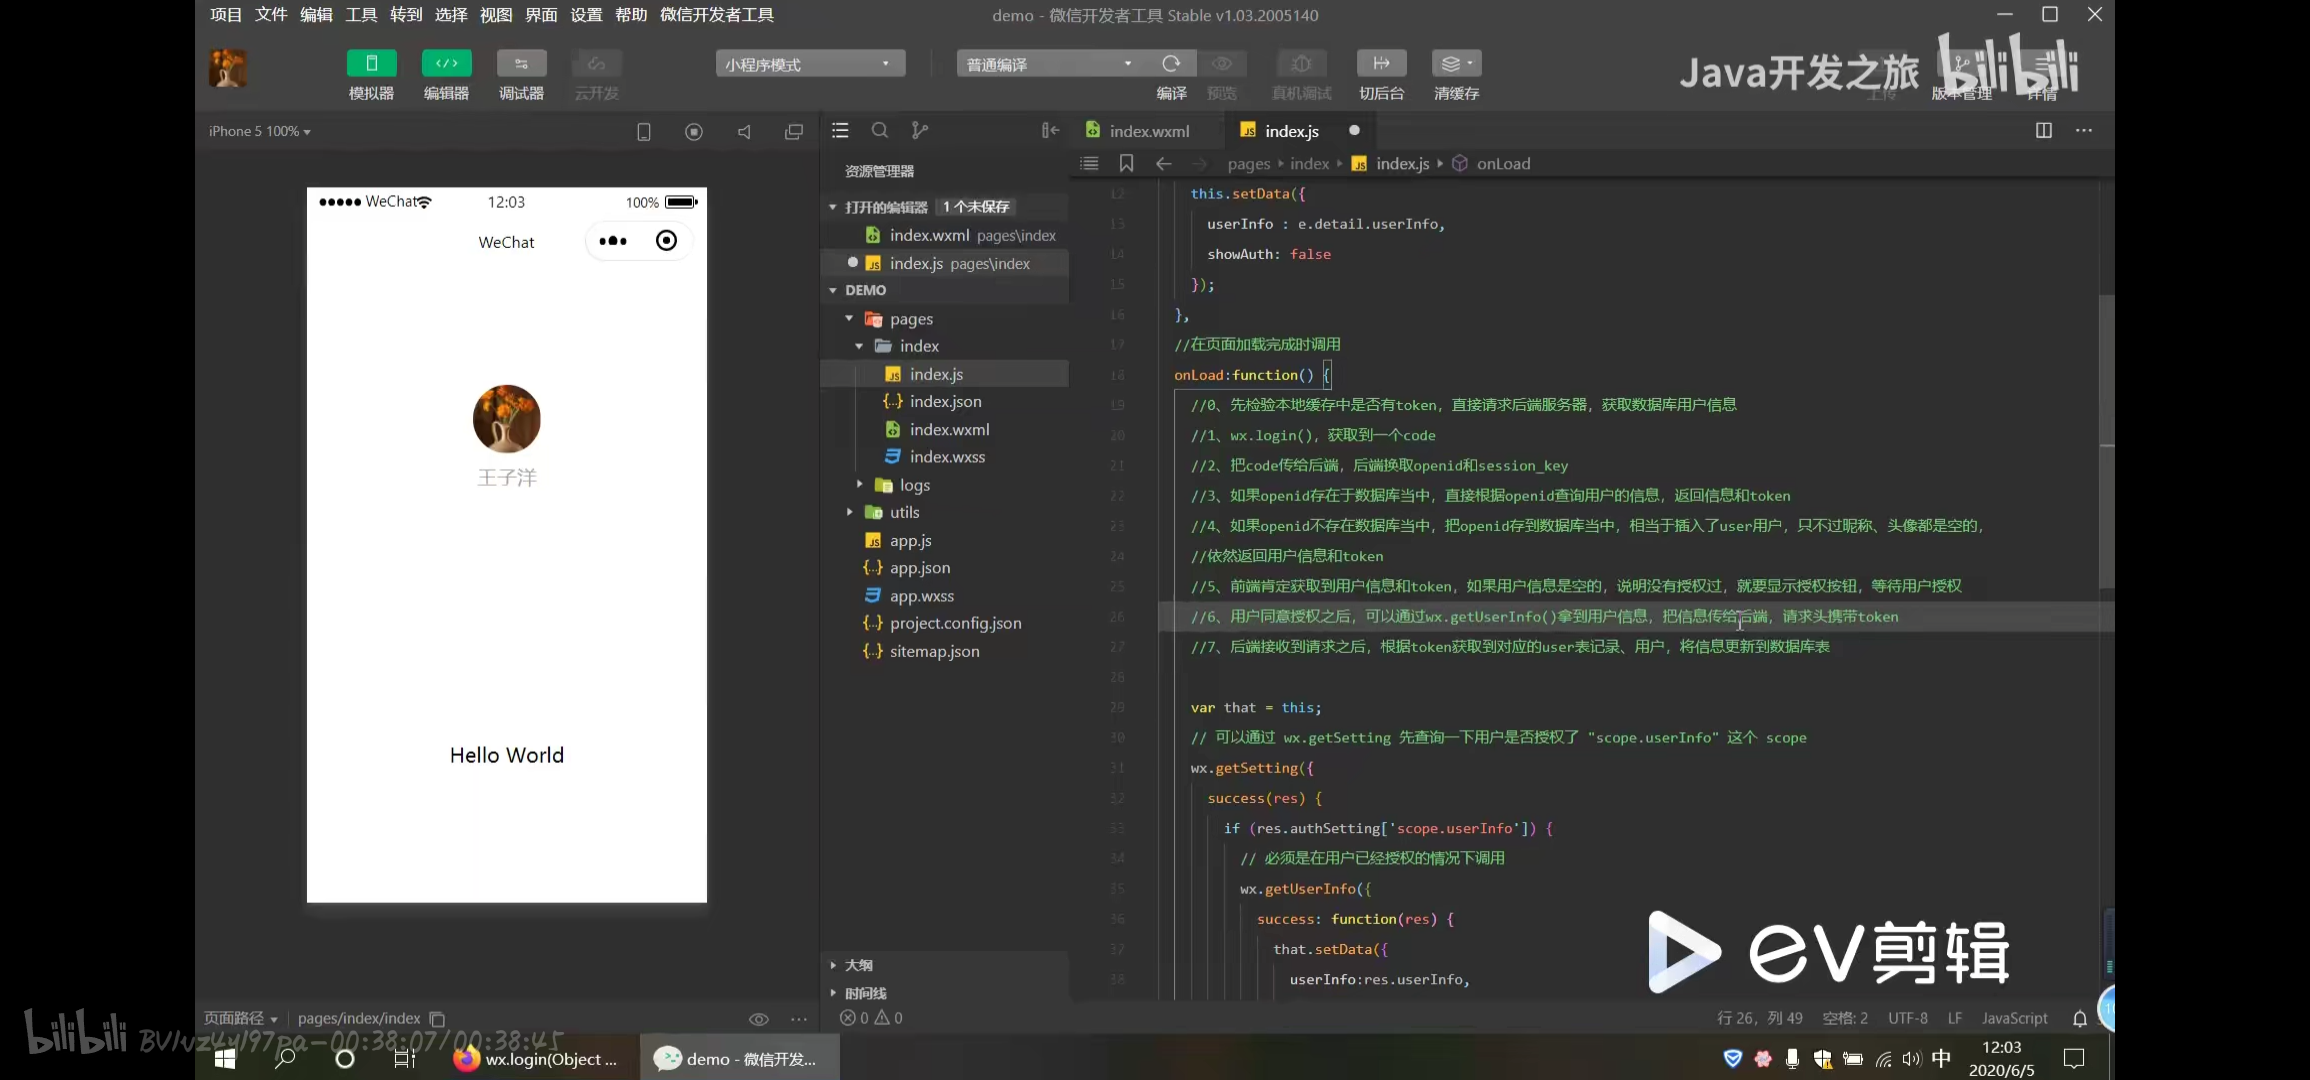 项目 文件 编辑 工具 转到 选择 视图 界面 设置 帮助 微信开发者工具
demo - 微信开发者工具 Stable v1.03.2005140
小程序模式
普通编译
模拟器 编辑器 调试器 云开发 编译 预览 真机调试 切后台 清缓存 上传 版本管理 详情
Java开发之旅 bilibili
iPhone 5 100%
WeChat 12:03 100%
WeChat
王子洋
Hello World
资源管理器
打开的编辑器 1 个未保存
index.wxml pages\index
index.js pages\index
DEMO
pages
index
index.js
index.json
index.wxml
index.wxss
logs
utils
app.js
app.json
app.wxss
project.config.json
sitemap.json
大纲
时间线
index.wxml index.js
pages index index.js onLoad
12 this.setData({
13 userInfo : e.detail.userInfo,
14 showAuth: false
15 });
16 },
17 //在页面加载完成时调用
18 onLoad:function() {
19 //0、先检验本地缓存中是否有token，直接请求后端服务器，获取数据库用户信息
20 //1、wx.login()，获取到一个code
21 //2、把code传给后端，后端换取openid和session_key
22 //3、如果openid存在于数据库当中，直接根据openid查询用户的信息，返回信息和token
23 //4、如果openid不存在数据库当中，把openid存到数据库当中，相当于插入了user用户，只不过昵称、头像都是空的，
24 //依然返回用户信息和token
25 //5、前端肯定获取到用户信息和token，如果用户信息是空的，说明没有授权过，就要显示授权按钮，等待用户授权
26 //6、用户同意授权之后，可以通过wx.getUserInfo()拿到用户信息，把信息传给后端，请求头携带token
27 //7、后端接收到请求之后，根据token获取到对应的user表记录、用户，将信息更新到数据库表
28
29 var that = this;
30 // 可以通过 wx.getSetting 先查询一下用户是否授权了 "scope.userInfo" 这个 scope
31 wx.getSetting({
32 success(res) {
33 if (res.authSetting['scope.userInfo']) {
34 // 必须是在用户已经授权的情况下调用
35 wx.getUserInfo({
36 success: function(res) {
37 that.setData({
38 userInfo:res.userInfo,
EV剪辑
页面路径 pages/index/index
0 0
行 26，列 49 空格: 2 UTF-8 LF JavaScript
bilibili BV1vz4y197pa-00:38:07/00:38:45
wx.login(Object ...
demo - 微信开发...
中
12:03
2020/6/5